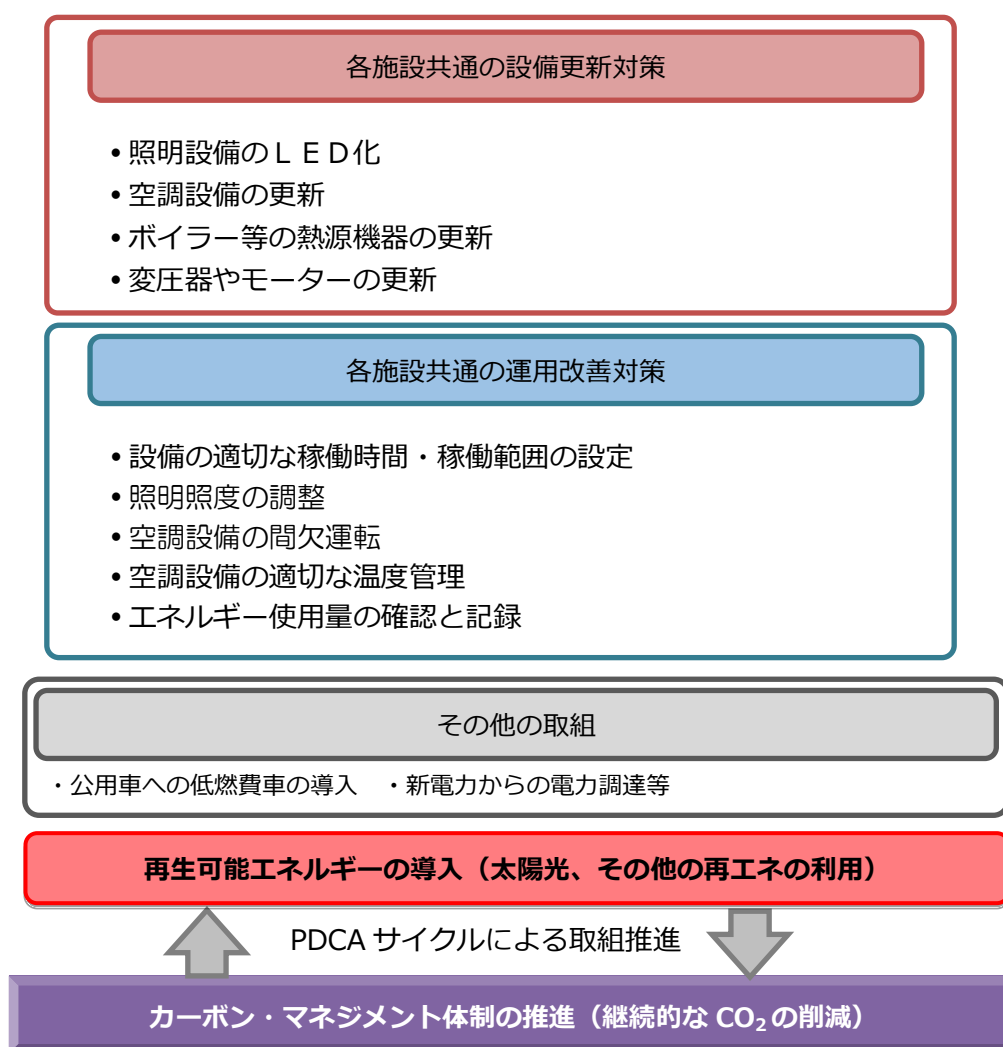 各施設共通の設備更新対策
•照明設備のＬＥＤ化
•空調設備の更新
•ボイラー等の熱源機器の更新
•変圧器やモーターの更新
各施設共通の運用改善対策
•設備の適切な稼働時間・稼働範囲の設定
•照明照度の調整
•空調設備の間欠運転
•空調設備の適切な温度管理
•エネルギー使用量の確認と記録
その他の取組
・公用車への低燃費車の導入　・新電力からの電力調達等
再生可能エネルギーの導入（太陽光、その他の再エネの利用）
PDCA サイクルによる取組推進
カーボン・マネジメント体制の推進（継続的な CO₂ の削減）